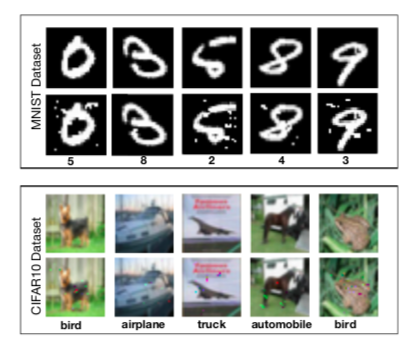 MNIST Dataset
5 8 2 4 3
CIFAR10 Dataset
bird airplane truck automobile bird